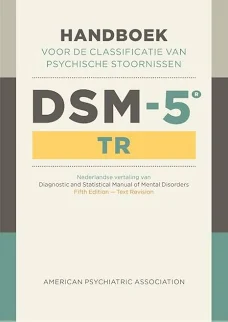 HANDBOEK
VOOR DE CLASSIFICATIE VAN
PSYCHISCHE STOORNISSEN
DSM-5®
TR
Nederlandse vertaling van
Diagnostic and Statistical Manual of Mental Disorders
Fifth Edition — Text Revision
AMERICAN PSYCHIATRIC ASSOCIATION